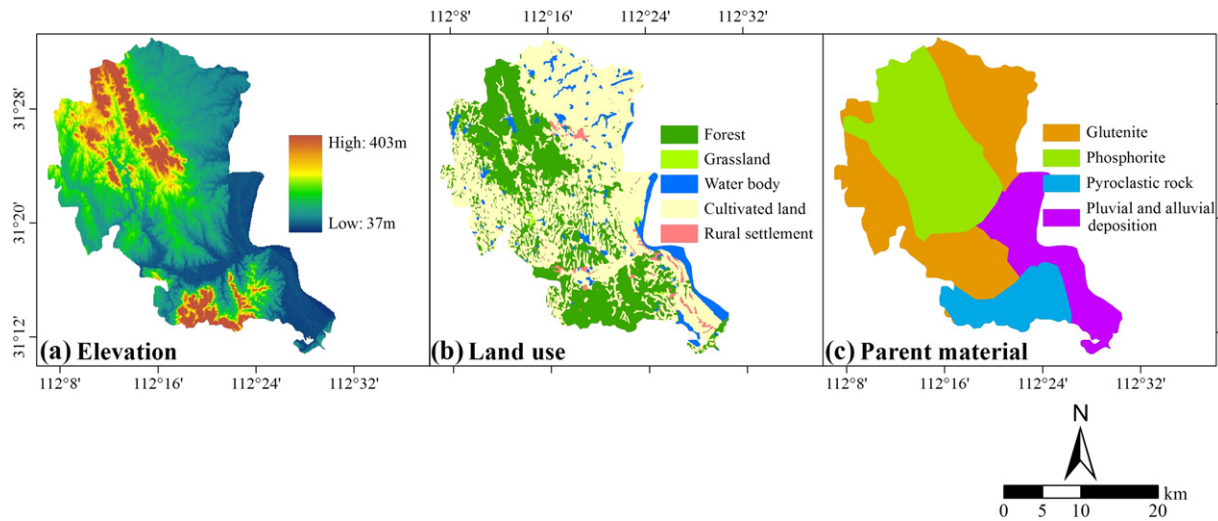 112°8' 112°16' 112°24' 112°32'
31°28'
31°20'
31°12'
High: 403m
Low: 37m
(a) Elevation
Forest
Grassland
Water body
Cultivated land
Rural settlement
(b) Land use
Glutenite
Phosphorite
Pyroclastic rock
Pluvial and alluvial
deposition
(c) Parent material
112°8' 112°16' 112°24' 112°32'
112°8' 112°16' 112°24' 112°32'
N
km
0 5 10 20